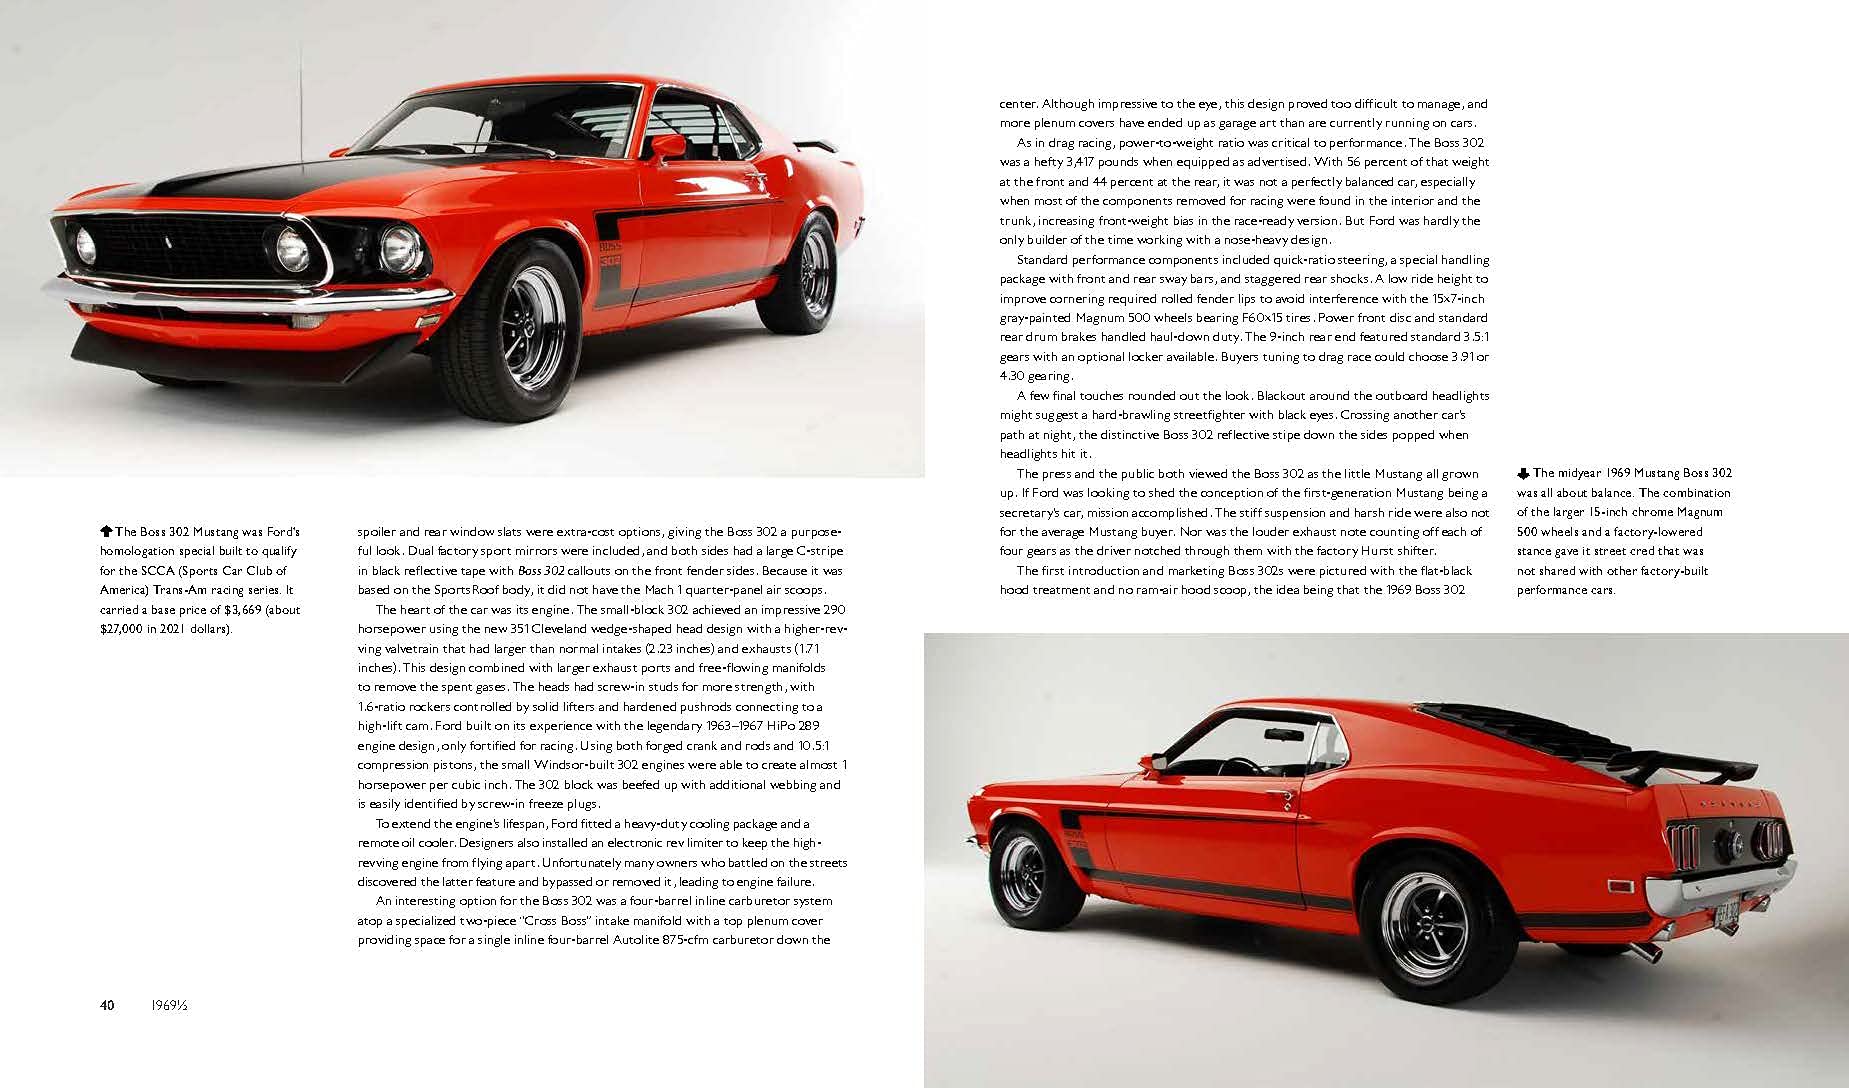 BOSS
302
The Boss 302 Mustang was Ford's
homologation special built to qualify
for the SCCA (Sports Car Club of
America) Trans-Am racing series. It
carried a base price of $3,669 (about
$27,000 in 2021 dollars).
spoiler and rear window slats were extra-cost options, giving the Boss 302 a purpose-
ful look. Dual factory sport mirrors were included, and both sides had a large C-stripe
in black reflective tape with Boss 302 callouts on the front fender sides. Because it was
based on the SportsRoof body, it did not have the Mach 1 quarter-panel air scoops.
The heart of the car was its engine. The small-block 302 achieved an impressive 290
horsepower using the new 351 Cleveland wedge-shaped head design with a higher-rev-
ving valvetrain that had larger than normal intakes (2.23 inches) and exhausts (1.71
inches). This design combined with larger exhaust ports and free-flowing manifolds
to remove the spent gases. The heads had screw-in studs for more strength, with
1.6-ratio rockers controlled by solid lifters and hardened pushrods connecting to a
high-lift cam. Ford built on its experience with the legendary 1963–1967 HiPo 289
engine design, only fortified for racing. Using both forged crank and rods and 10.5:1
compression pistons, the small Windsor-built 302 engines were able to create almost 1
horsepower per cubic inch. The 302 block was beefed up with additional webbing and
is easily identified by screw-in freeze plugs.
To extend the engine's lifespan, Ford fitted a heavy-duty cooling package and a
remote oil cooler. Designers also installed an electronic rev limiter to keep the high-
revving engine from flying apart. Unfortunately many owners who battled on the streets
discovered the latter feature and bypassed or removed it, leading to engine failure.
An interesting option for the Boss 302 was a four-barrel inline carburetor system
atop a specialized two-piece "Cross Boss" intake manifold with a top plenum cover
providing space for a single inline four-barrel Autolite 875-cfm carburetor down the
40 1969½
center. Although impressive to the eye, this design proved too difficult to manage, and
more plenum covers have ended up as garage art than are currently running on cars.
As in drag racing, power-to-weight ratio was critical to performance. The Boss 302
was a hefty 3,417 pounds when equipped as advertised. With 56 percent of that weight
at the front and 44 percent at the rear, it was not a perfectly balanced car, especially
when most of the components removed for racing were found in the interior and the
trunk, increasing front-weight bias in the race-ready version. But Ford was hardly the
only builder of the time working with a nose-heavy design.
Standard performance components included quick-ratio steering, a special handling
package with front and rear sway bars, and staggered rear shocks. A low ride height to
improve cornering required rolled fender lips to avoid interference with the 15x7-inch
gray-painted Magnum 500 wheels bearing F60x15 tires. Power front disc and standard
rear drum brakes handled haul-down duty. The 9-inch rear end featured standard 3.5:1
gears with an optional locker available. Buyers tuning to drag race could choose 3.91 or
4.30 gearing.
A few final touches rounded out the look. Blackout around the outboard headlights
might suggest a hard-brawling streetfighter with black eyes. Crossing another car's
path at night, the distinctive Boss 302 reflective stipe down the sides popped when
headlights hit it.
The press and the public both viewed the Boss 302 as the little Mustang all grown
up. If Ford was looking to shed the conception of the first-generation Mustang being a
secretary's car, mission accomplished. The stiff suspension and harsh ride were also not
for the average Mustang buyer. Nor was the louder exhaust note counting off each of
four gears as the driver notched through them with the factory Hurst shifter.
The first introduction and marketing Boss 302s were pictured with the flat-black
hood treatment and no ram-air hood scoop, the idea being that the 1969 Boss 302
The midyear 1969 Mustang Boss 302
was all about balance. The combination
of the larger 15-inch chrome Magnum
500 wheels and a factory-lowered
stance gave it street cred that was
not shared with other factory-built
performance cars.